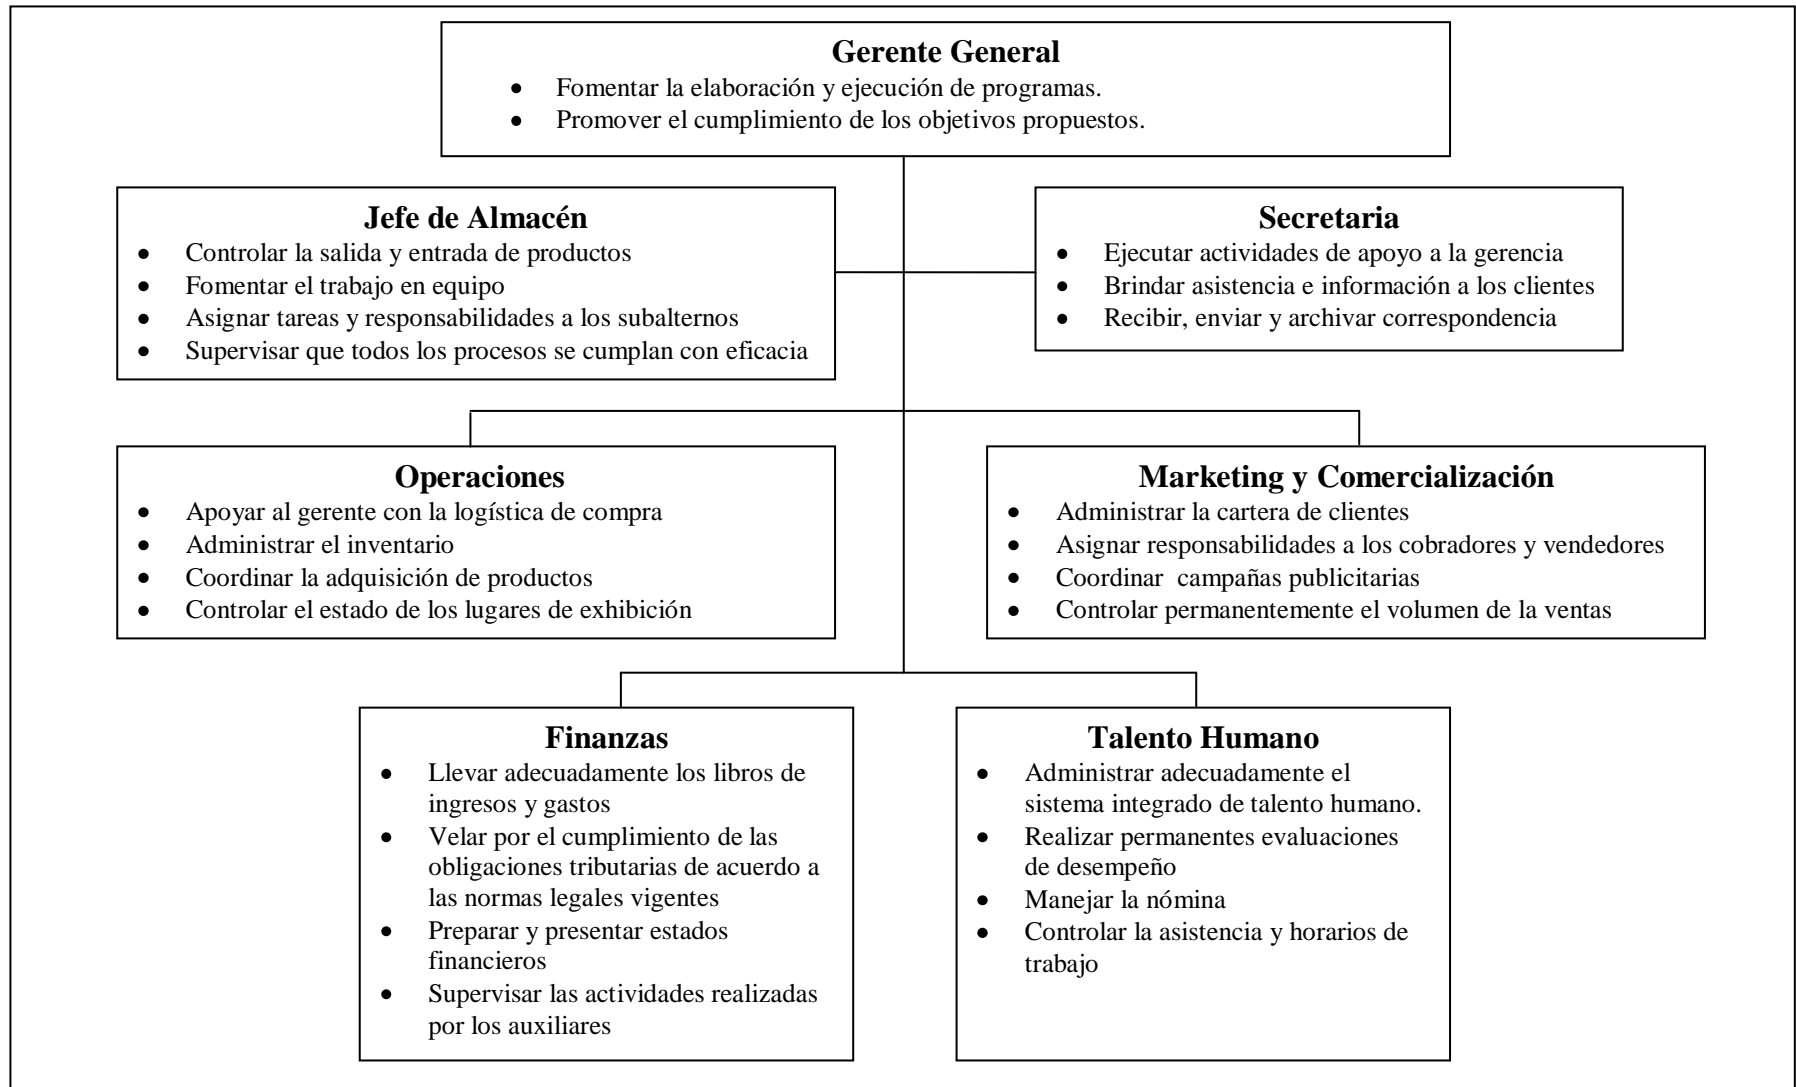 Gerente General
• Fomentar la elaboración y ejecución de programas.
• Promover el cumplimiento de los objetivos propuestos.
Jefe de Almacén
• Controlar la salida y entrada de productos
• Fomentar el trabajo en equipo
• Asignar tareas y responsabilidades a los subalternos
• Supervisar que todos los procesos se cumplan con eficacia
Secretaria
• Ejecutar actividades de apoyo a la gerencia
• Brindar asistencia e información a los clientes
• Recibir, enviar y archivar correspondencia
Operaciones
• Apoyar al gerente con la logística de compra
• Administrar el inventario
• Coordinar la adquisición de productos
• Controlar el estado de los lugares de exhibición
Marketing y Comercialización
• Administrar la cartera de clientes
• Asignar responsabilidades a los cobradores y vendedores
• Coordinar  campañas publicitarias
• Controlar permanentemente el volumen de la ventas
Finanzas
• Llevar adecuadamente los libros de
ingresos y gastos
• Velar por el cumplimiento de las
obligaciones tributarias de acuerdo a
las normas legales vigentes
• Preparar y presentar estados
financieros
• Supervisar las actividades realizadas
por los auxiliares
Talento Humano
• Administrar adecuadamente el
sistema integrado de talento humano.
• Realizar permanentes evaluaciones
de desempeño
• Manejar la nómina
• Controlar la asistencia y horarios de
trabajo